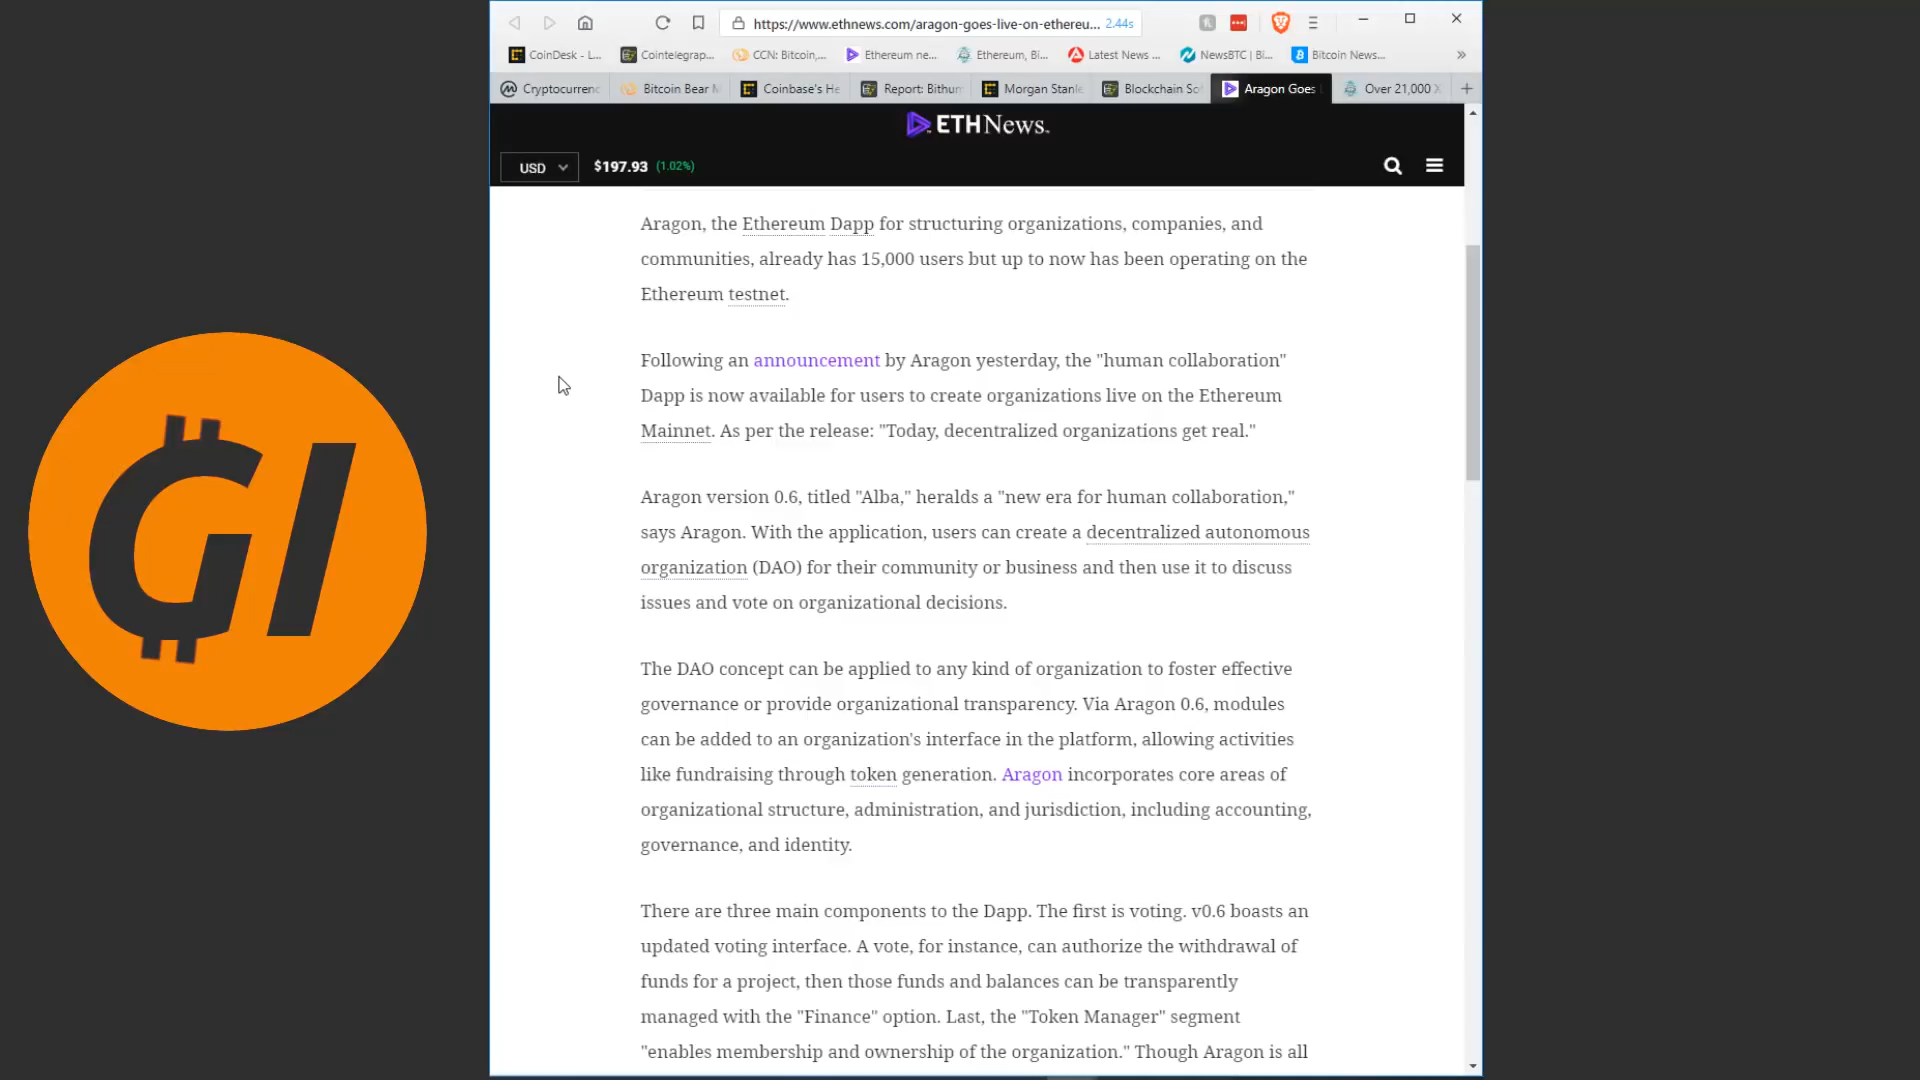 https://www.ethnews.com/aragon-goes-live-on-ethereu... 2.44s
CoinDesk - L... Cointelegrap... CCN: Bitcoin,... Ethereum ne... Ethereum, Bi... Latest News ... NewsBTC | Bi... Bitcoin News...
Cryptocurrenc Bitcoin Bear M Coinbase's He Report: Bithum Morgan Stanle Blockchain So Aragon Goes Over 21,000 X
ETHNews.
USD $197.93 (1.02%)
Aragon, the Ethereum Dapp for structuring organizations, companies, and
communities, already has 15,000 users but up to now has been operating on the
Ethereum testnet.
Following an announcement by Aragon yesterday, the "human collaboration"
Dapp is now available for users to create organizations live on the Ethereum
Mainnet. As per the release: "Today, decentralized organizations get real."
Aragon version 0.6, titled "Alba," heralds a "new era for human collaboration,"
says Aragon. With the application, users can create a decentralized autonomous
organization (DAO) for their community or business and then use it to discuss
issues and vote on organizational decisions.
The DAO concept can be applied to any kind of organization to foster effective
governance or provide organizational transparency. Via Aragon 0.6, modules
can be added to an organization's interface in the platform, allowing activities
like fundraising through token generation. Aragon incorporates core areas of
organizational structure, administration, and jurisdiction, including accounting,
governance, and identity.
There are three main components to the Dapp. The first is voting. v0.6 boasts an
updated voting interface. A vote, for instance, can authorize the withdrawal of
funds for a project, then those funds and balances can be transparently
managed with the "Finance" option. Last, the "Token Manager" segment
"enables membership and ownership of the organization." Though Aragon is all
GI